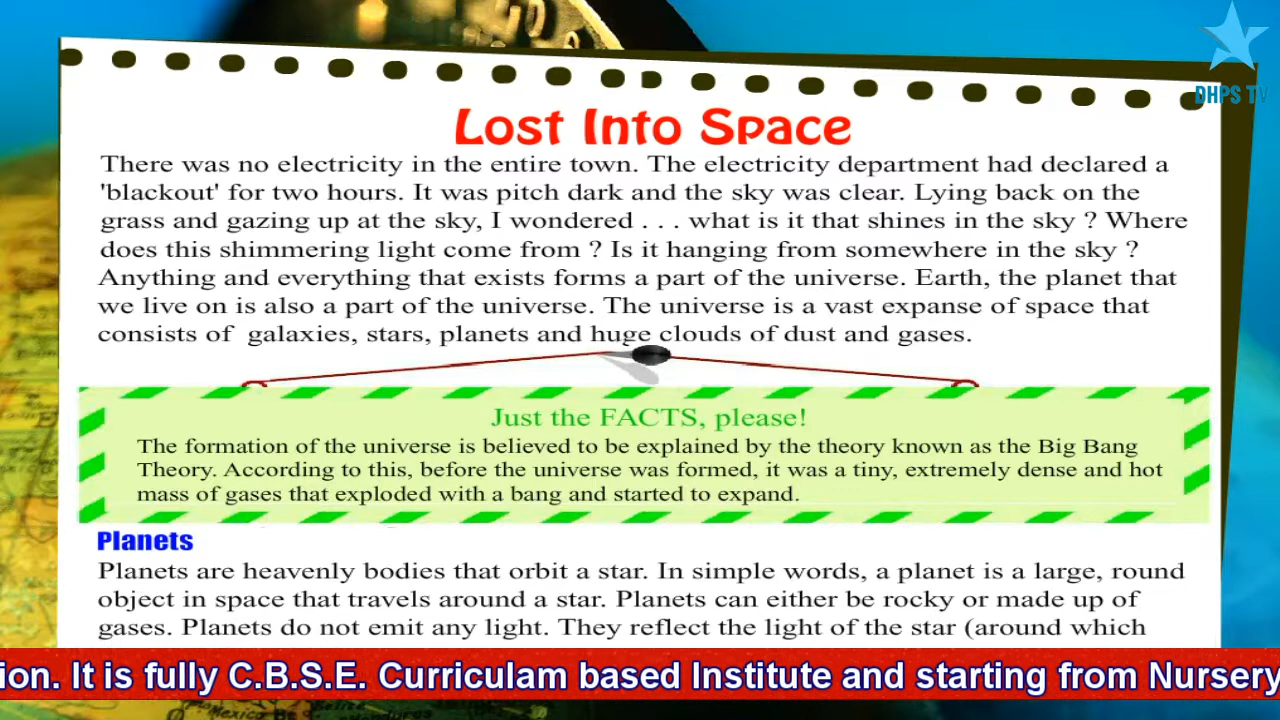 DHPS TV
Lost Into Space
There was no electricity in the entire town. The electricity department had declared a
'blackout' for two hours. It was pitch dark and the sky was clear. Lying back on the
grass and gazing up at the sky, I wondered . . . what is it that shines in the sky ? Where
does this shimmering light come from ? Is it hanging from somewhere in the sky ?
Anything and everything that exists forms a part of the universe. Earth, the planet that
we live on is also a part of the universe. The universe is a vast expanse of space that
consists of galaxies, stars, planets and huge clouds of dust and gases.
Just the FACTS, please!
The formation of the universe is believed to be explained by the theory known as the Big Bang
Theory. According to this, before the universe was formed, it was a tiny, extremely dense and hot
mass of gases that exploded with a bang and started to expand.
Planets
Planets are heavenly bodies that orbit a star. In simple words, a planet is a large, round
object in space that travels around a star. Planets can either be rocky or made up of
gases. Planets do not emit any light. They reflect the light of the star (around which
ion. It is fully C.B.S.E. Curriculam based Institute and starting from Nursery